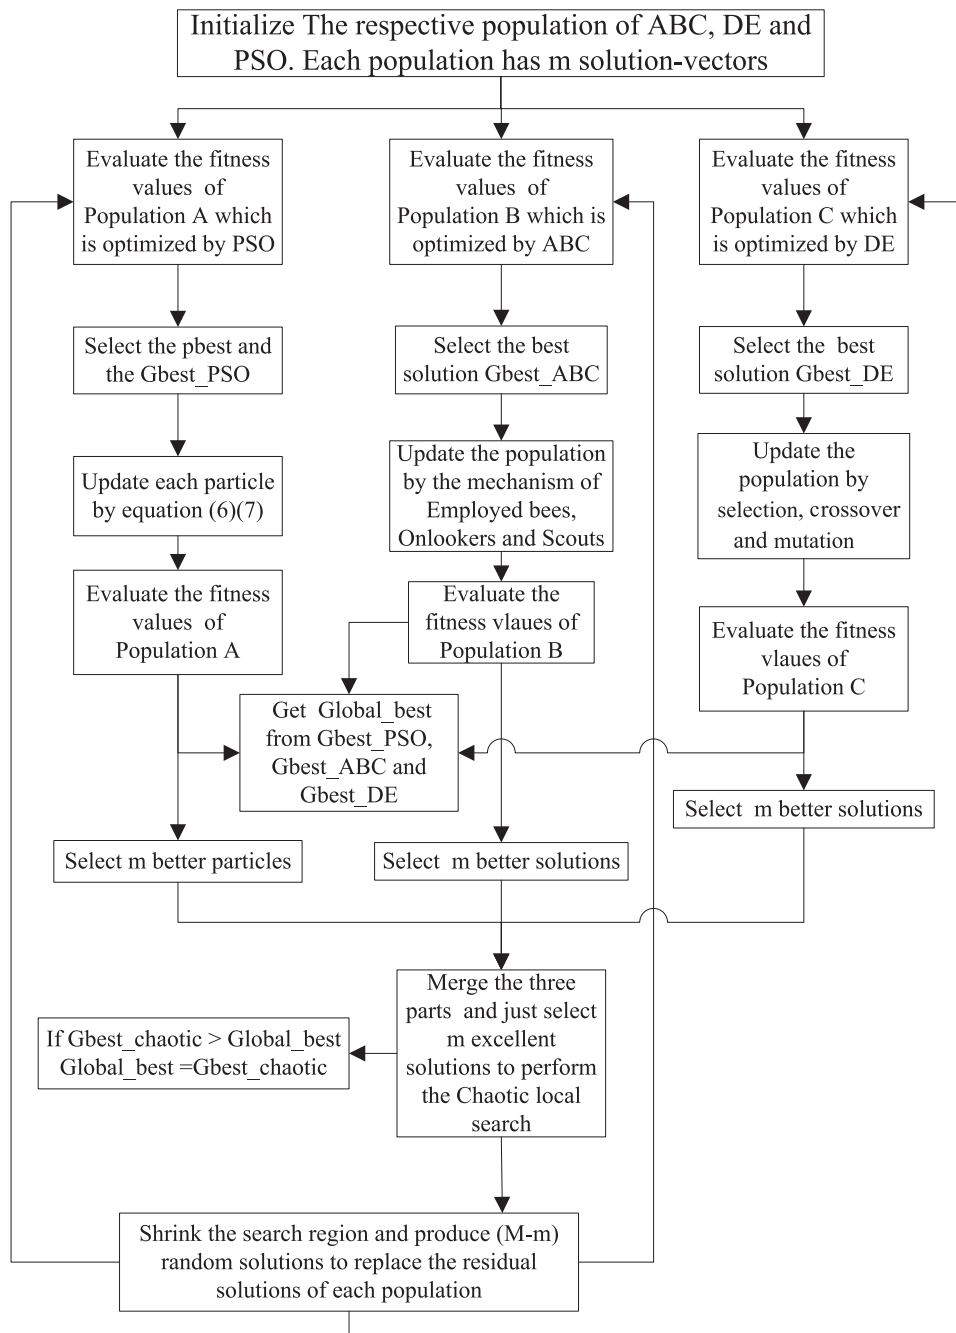 Initialize The respective population of ABC, DE and
PSO. Each population has m solution-vectors
Evaluate the fitness
values of
Population A which
is optimized by PSO
Evaluate the fitness
values of
Population B which is
optimized by ABC
Evaluate the fitness
values of
Population C which
is optimized by DE
Select the pbest and
the Gbest_PSO
Select the best
solution Gbest_ABC
Select the best
solution Gbest_DE
Update each particle
by equation (6)(7)
Update the population
by the mechanism of
Employed bees,
Onlookers and Scouts
Update the
population by
selection, crossover
and mutation
Evaluate the fitness
values of
Population A
Evaluate the
fitness vlaues of
Population B
Evaluate the fitness
vlaues of
Population C
Get Global_best
from Gbest_PSO,
Gbest_ABC and
Gbest_DE
Select m better particles
Select m better solutions
Select m better solutions
Merge the three
parts and just select
m excellent
solutions to perform
the Chaotic local
search
If Gbest_chaotic > Global_best
Global_best =Gbest_chaotic
Shrink the search region and produce (M-m)
random solutions to replace the residual
solutions of each population